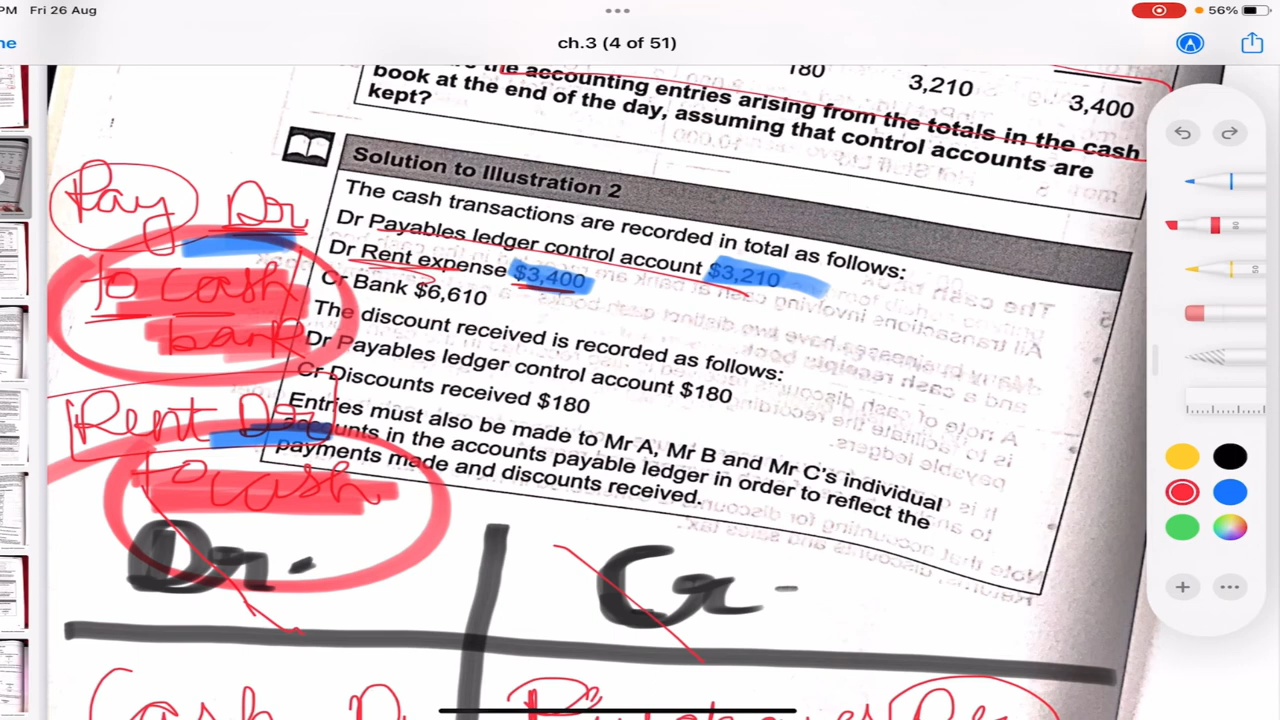 PM Fri 26 Aug
56%
ne
ch.3 (4 of 51)
180 3,210 3,400
the accounting entries arising from the totals in the cash
book at the end of the day, assuming that control accounts are
kept?
Solution to Illustration 2
The cash transactions are recorded in total as follows:
Dr Payables ledger control account $3,210
Dr Rent expense $3,400
Cr Bank $6,610
The discount received is recorded as follows:
Dr Payables ledger control account $180
Cr Discounts received $180
Entries must also be made to Mr A, Mr B and Mr C's individual
accounts in the accounts payable ledger in order to reflect the
payments made and discounts received.
Pay Dr
to cash
bank
Rent Dr
to cash
Dr. Cr -
Cash
80
50